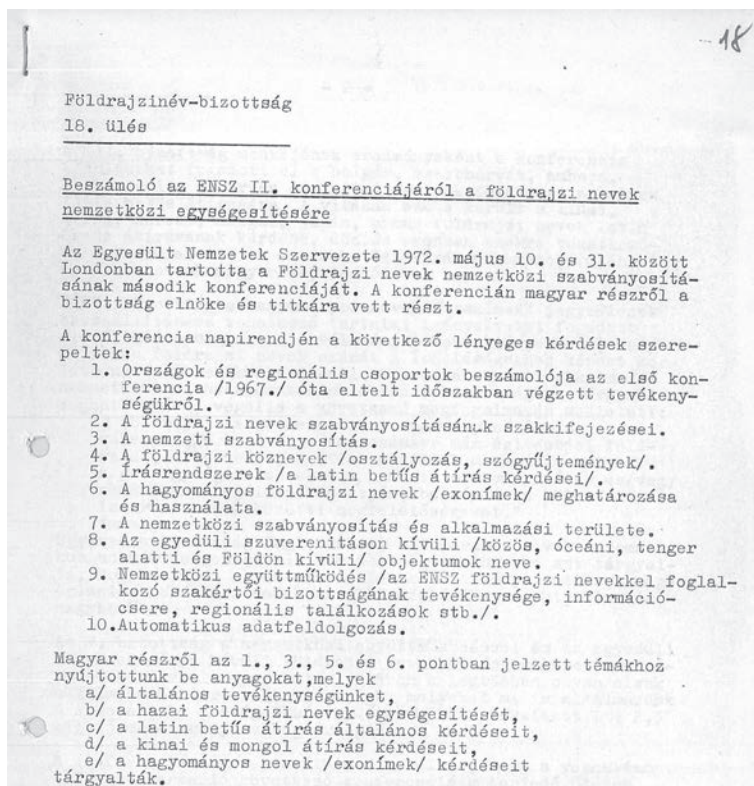 -18
Földrajzinév-bizottság
18. ülés
Beszámoló az ENSZ II. konferenciájáról a földrajzi nevek
nemzetközi egységesítésére
Az Egyesült Nemzetek Szervezete 1972. május 10. és 31. között
Londonban tartotta a Földrajzi nevek nemzetközi szabványosítá-
sának második konferenciáját. A konferencián magyar részről a
bizottság elnöke és titkára vett részt.
A konferencia napirendjén a következő lényeges kérdések szere-
peltek:
1. Országok és regionális csoportok beszámolója az első kon-
ferencia /1967./ óta eltelt időszakban végzett tevékeny-
ségükről.
2. A földrajzi nevek szabványosításának szakkifejezései.
3. A nemzeti szabványosítás.
4. A földrajzi köznevek /osztályozás, szógyűjtemények/.
5. Írásrendszerek /a latin betűs átírás kérdései/.
6. A hagyományos földrajzi nevek /exonímek/ meghatározása
és használata.
7. A nemzetközi szabványosítás és alkalmazási területe.
8. Az egyedüli szuverenitáson kívüli /közös, óceáni, tenger
alatti és Földön kívüli/ objektumok neve.
9. Nemzetközi együttműködés /az ENSZ földrajzi nevekkel foglal-
kozó szakértői bizottságának tevékenysége, információ-
csere, regionális találkozások stb./.
10.Automatikus adatfeldolgozás.
Magyar részről az 1., 3., 5. és 6. pontban jelzett témákhoz
nyújtottunk be anyagokat,melyek
a/ általános tevékenységünket,
b/ a hazai földrajzi nevek egységesítését,
c/ a latin betűs átírás általános kérdéseit,
d/ a kinai és mongol átírás kérdéseit,
e/ a hagyományos nevek /exonímek/ kérdéseit
tárgyalták.